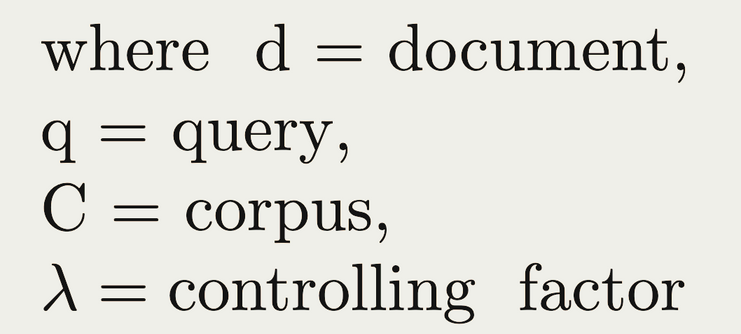 where d = document,
q = query,
C = corpus,
λ = controlling factor